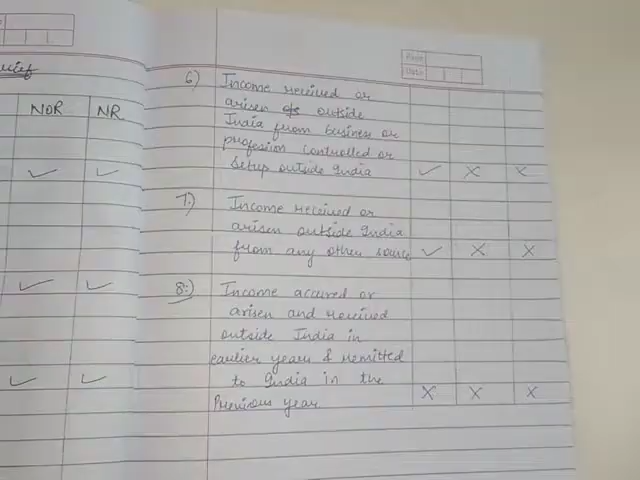 NOR NR
✓ ✓
✓ ✓
✓ ✓
Page
Date
6) Income received or
arisen outside
India from business or
profession controlled or
Setup outside India ✓ × ×
7.) Income received or
arisen outside India
from any other source ✓ × ×
8.) Income accured or
arisen and received
outside India in
earlier years & remitted
to India in the
Previous year × × ×